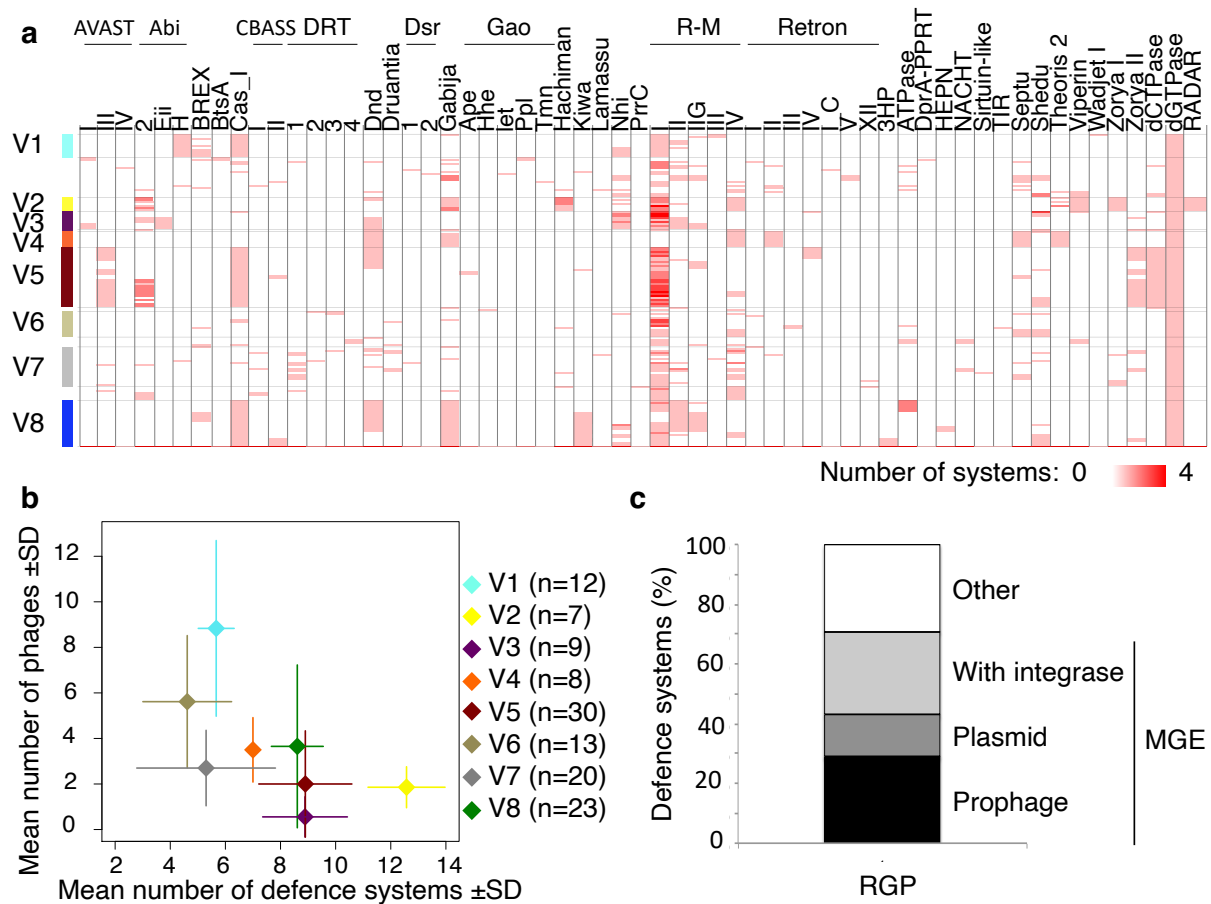 a
AVAST Abi CBASS DRT Dsr Gao R-M Retron
I III IV 2 Eii H BREX BtsA Cas_I I II 1 2 3 4 Dnd Druantia 1 2 Gabija Ape Hhe Iet Ppl Tmn Hachiman Kiwa Lamassu Nhi PrrC I II IIG III IV I II III IV I_C V XII 3HP ATPase DprA-PPRT HEPN NACHT Sirtuin-like TIR Septu Shedu Theoris 2 Viperin Wadjet I Zorya I Zorya II dCTPase dGTPase RADAR
V1
V2
V3
V4
V5
V6
V7
V8
Number of systems: 0 4
b
Mean number of phages ±SD
12
10
8
6
4
2
0
2 4 6 8 10 12 14
Mean number of defence systems ±SD
V1 (n=12)
V2 (n=7)
V3 (n=9)
V4 (n=8)
V5 (n=30)
V6 (n=13)
V7 (n=20)
V8 (n=23)
c
Defence systems (%)
100
80
60
40
20
0
Other
With integrase
Plasmid
Prophage
MGE
RGP